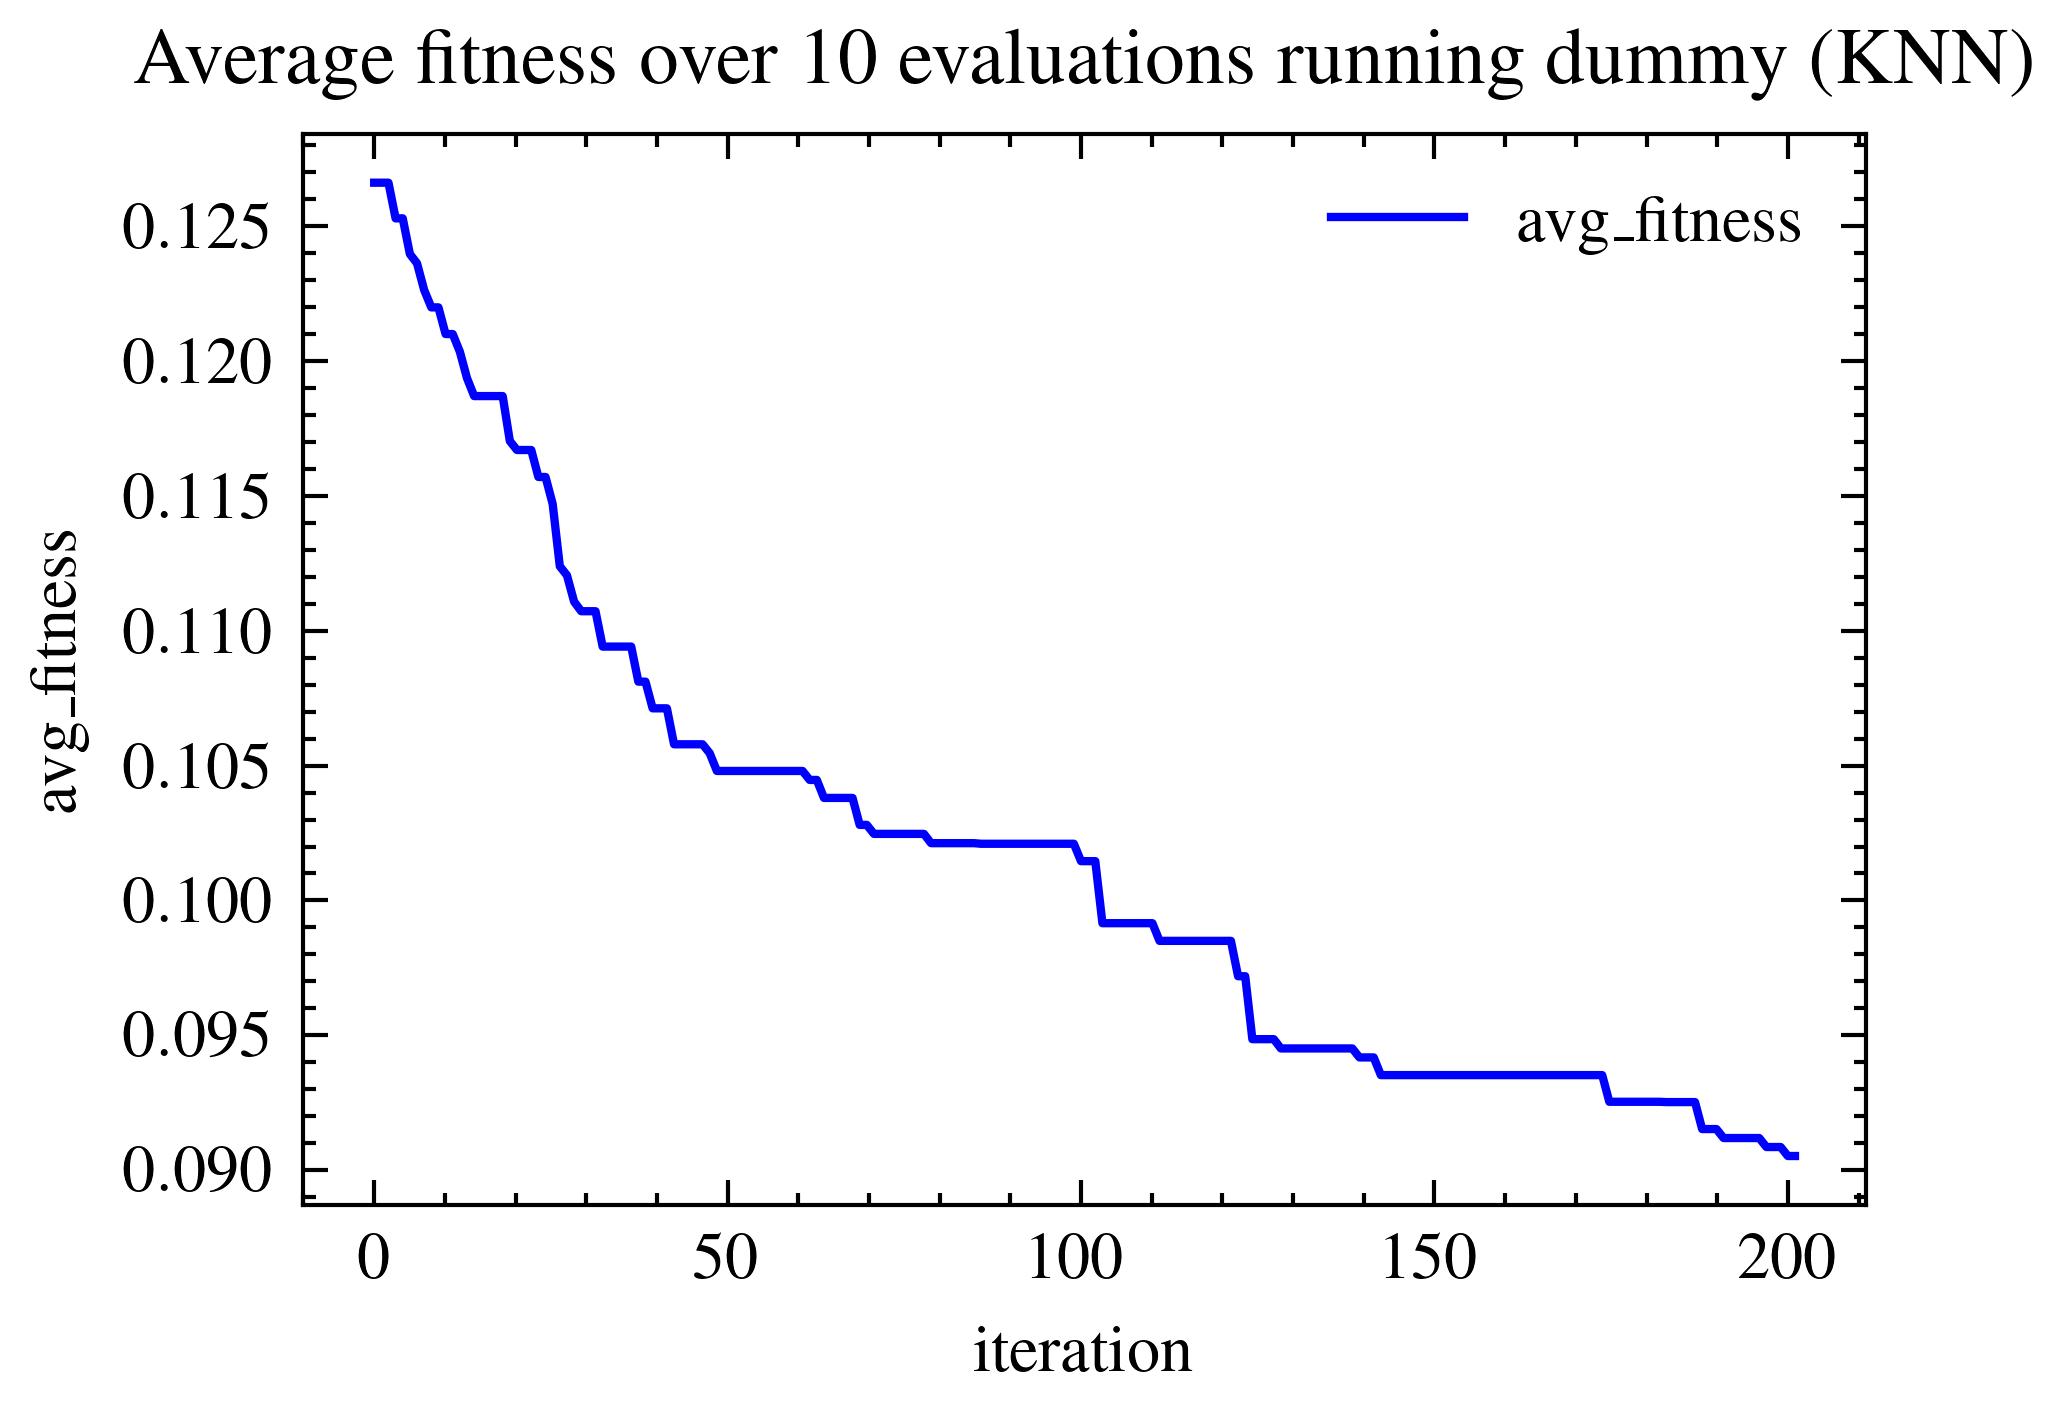 Average fitness over 10 evaluations running dummy (KNN)
avg_fitness
0.125
0.120
0.115
0.110
0.105
0.100
0.095
0.090
avg_fitness
0 50 100 150 200
iteration